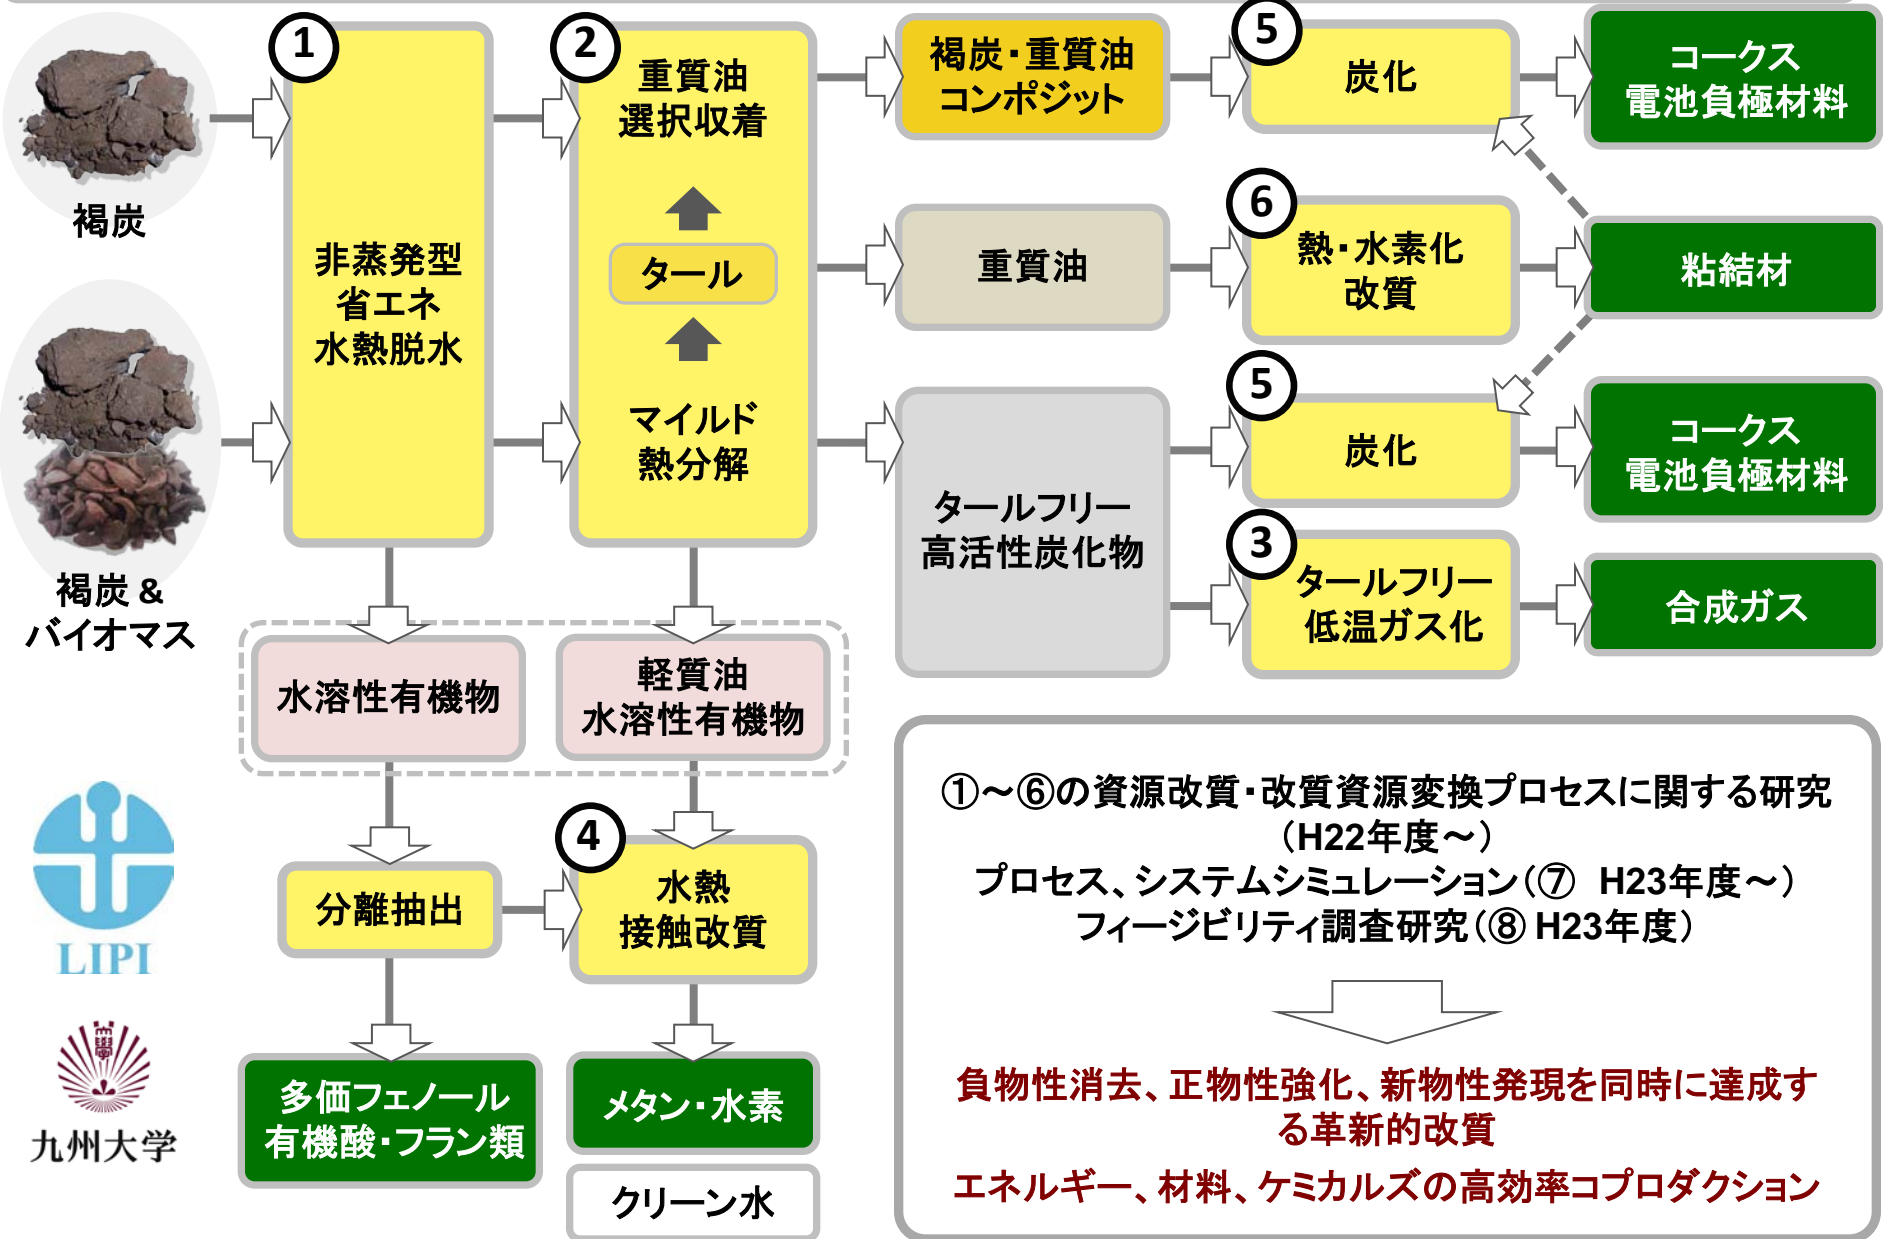 褐炭
褐炭 &
バイオマス
①
非蒸発型
省エネ
水熱脱水
②
重質油
選択収着
タール
マイルド
熱分解
褐炭・重質油
コンポジット
⑤
炭化
コークス
電池負極材料
重質油
⑥
熱・水素化
改質
粘結材
タールフリー
高活性炭化物
⑤
炭化
コークス
電池負極材料
③
タールフリー
低温ガス化
合成ガス
水溶性有機物
軽質油
水溶性有機物
分離抽出
④
水熱
接触改質
多価フェノール
有機酸・フラン類
メタン・水素
クリーン水
LIPI
大學
九州大学
①～⑥の資源改質・改質資源変換プロセスに関する研究
（H22年度～）
プロセス、システムシミュレーション（⑦　H23年度～）
フィージビリティ調査研究（⑧ H23年度）
負物性消去、正物性強化、新物性発現を同時に達成す
る革新的改質
エネルギー、材料、ケミカルズの高効率コプロダクション